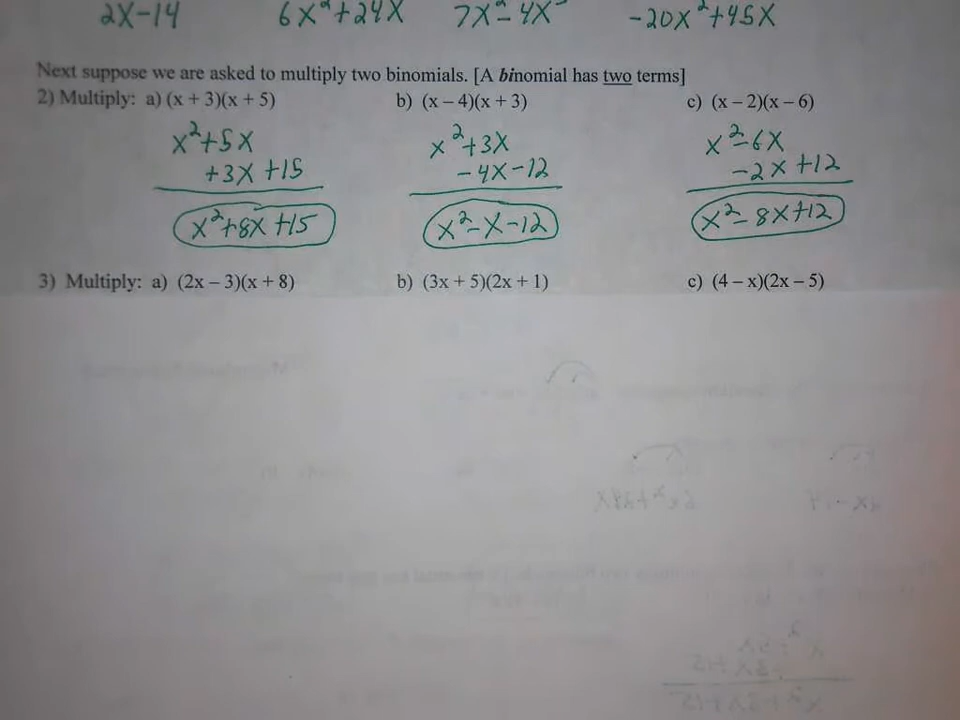 2x-14 6x²+24x 7x²-4x³ -20x²+45x
Next suppose we are asked to multiply two binomials. [A binomial has two terms]
2) Multiply: a) (x + 3)(x + 5) b) (x – 4)(x + 3) c) (x – 2)(x – 6)
x²+5x x²+3x x²-6x
+3x +15 -4x-12 -2x +12
x²+8x +15 x²-x-12 x²-8x+12
3) Multiply: a) (2x – 3)(x + 8) b) (3x + 5)(2x + 1) c) (4 – x)(2x – 5)